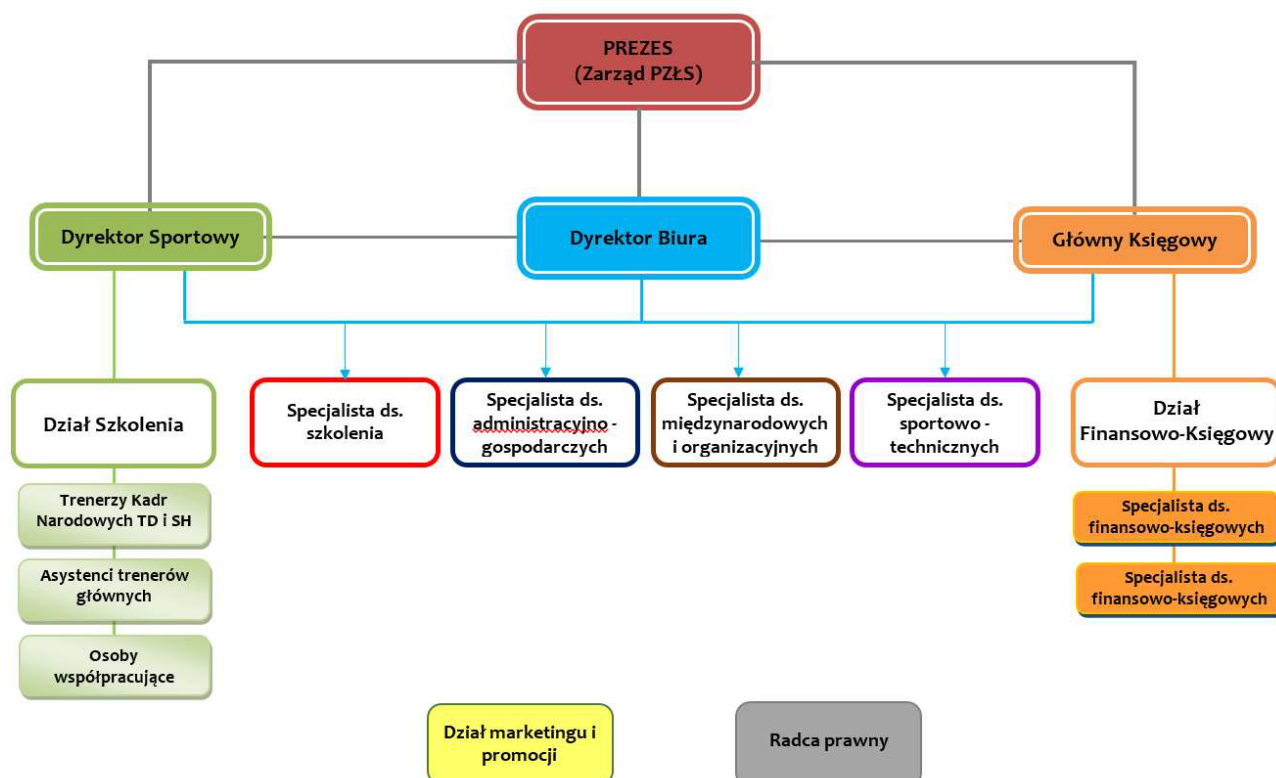 PREZES
(Zarząd PZŁS)
Dyrektor Sportowy
Dyrektor Biura
Główny Księgowy
Dział Szkolenia
Specjalista ds.
szkolenia
Specjalista ds.
administracyjno -
gospodarczych
Specjalista ds.
międzynarodowych
i organizacyjnych
Specjalista ds.
sportowo -
technicznych
Dział
Finansowo-Księgowy
Trenerzy Kadr
Narodowych TD i SH
Asystenci trenerów
głównych
Osoby
współpracujące
Specjalista ds.
finansowo-księgowych
Specjalista ds.
finansowo-księgowych
Dział marketingu i
promocji
Radca prawny